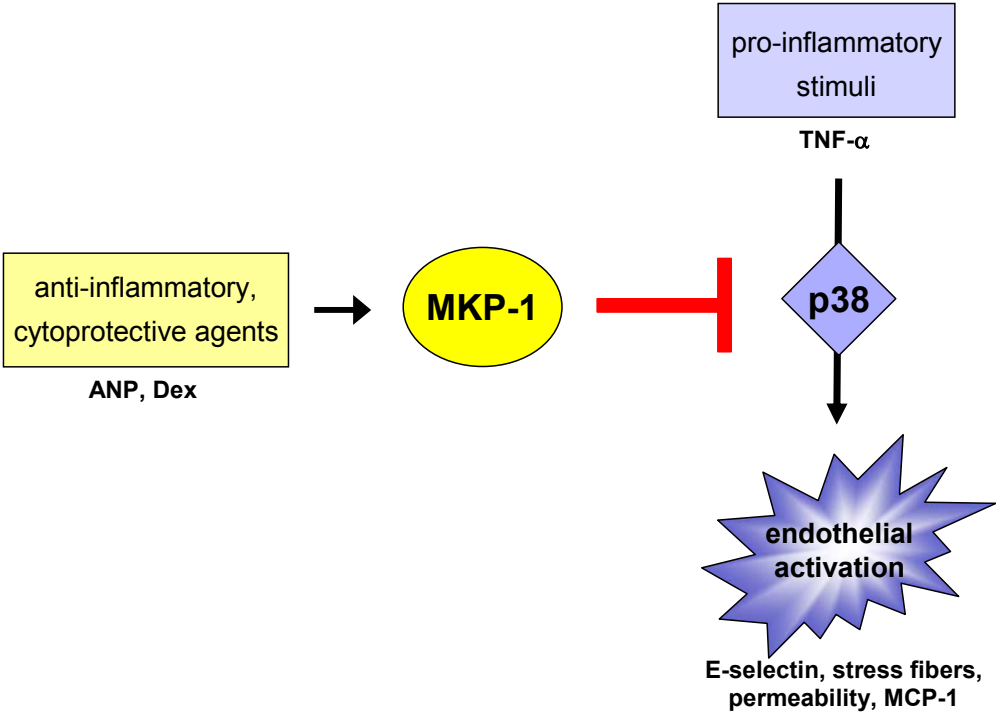 pro-inflammatory
stimuli
TNF-α
anti-inflammatory,
cytoprotective agents
ANP, Dex
MKP-1
p38
endothelial
activation
E-selectin, stress fibers,
permeability, MCP-1